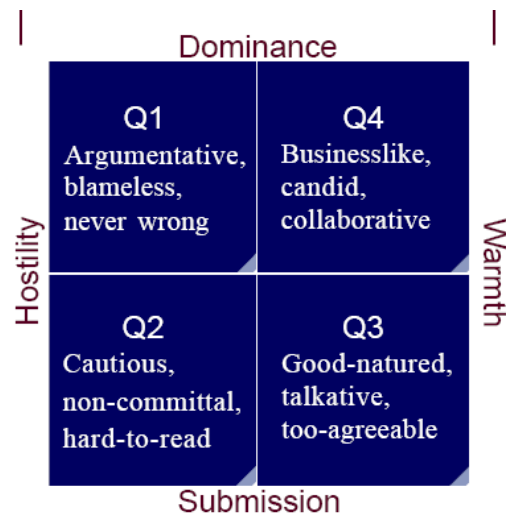 Dominance
Q1
Argumentative,
blameless,
never wrong
Q4
Businesslike,
candid,
collaborative
Hostility
Warmth
Q2
Cautious,
non-committal,
hard-to-read
Q3
Good-natured,
talkative,
too-agreeable
Submission